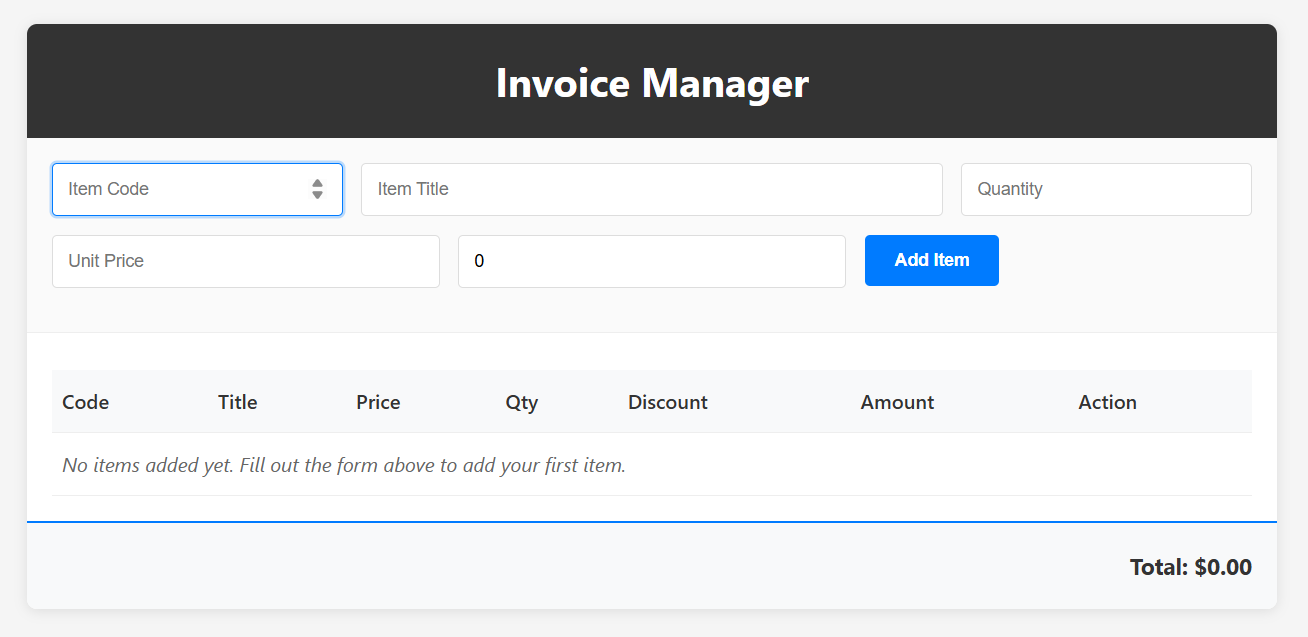 Invoice Manager
Item Code Item Title Quantity
Unit Price 0 Add Item
Code Title Price Qty Discount Amount Action
No items added yet. Fill out the form above to add your first item.
Total: $0.00